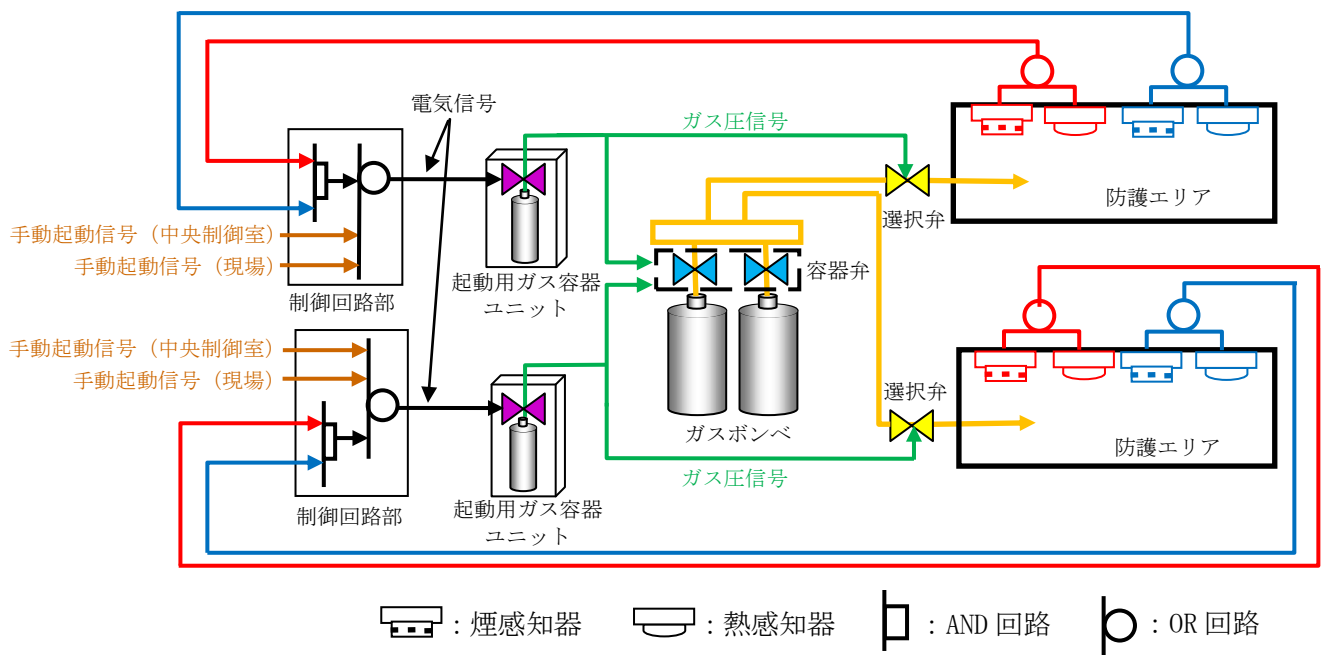 電気信号
ガス圧信号
防護エリア
選択弁
手動起動信号（中央制御室）
手動起動信号（現場）
制御回路部
起動用ガス容器
ユニット
容器弁
手動起動信号（中央制御室）
手動起動信号（現場）
選択弁
ガスボンベ
防護エリア
ガス圧信号
制御回路部
起動用ガス容器
ユニット
：煙感知器
：熱感知器
：AND 回路
：OR 回路